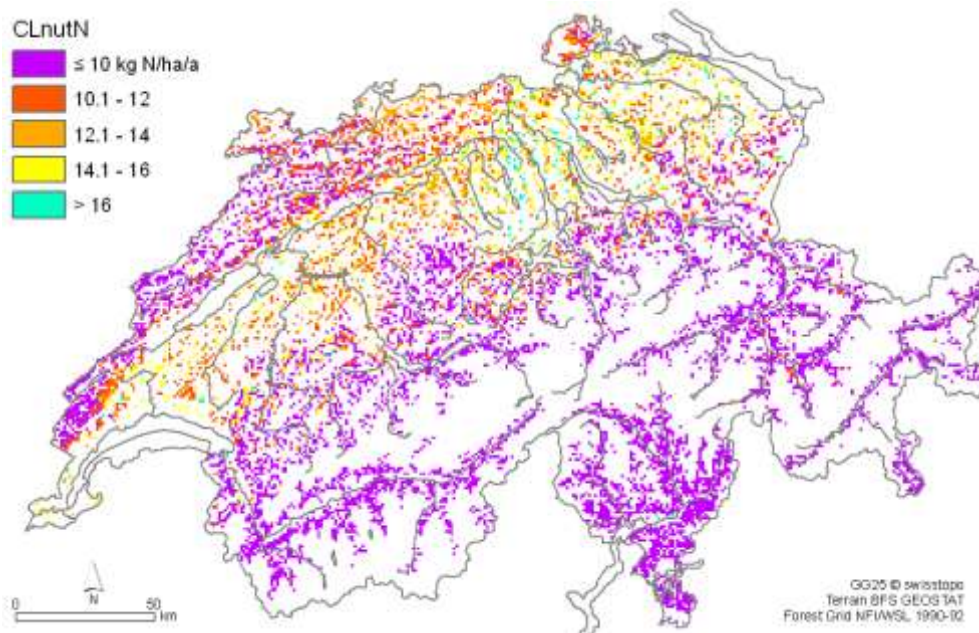 CLnutN
≤ 10 kg N/ha/a
10.1 - 12
12.1 - 14
14.1 - 16
> 16
N
0 50
km
GG25 © swisstopo
Terrain BFS GEOSTAT
Forest Grid NFI/WSL 1990-92